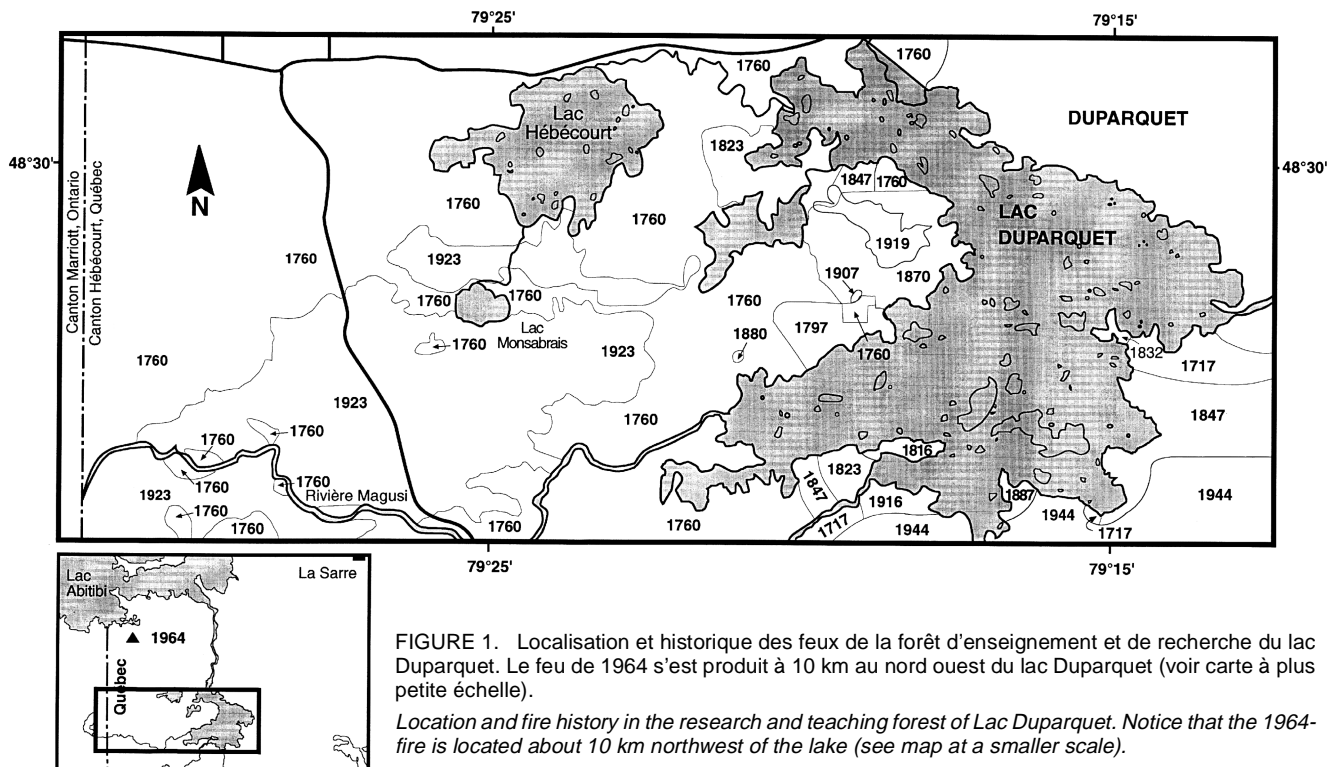 79°25'
79°15'
1760
1760
DUPARQUET
Lac
Hébécourt
1823
48°30'
48°30'
1847
1760
Canton Marriott, Ontario
Canton Hébécourt, Québec
N
1760
1760
LAC
DUPARQUET
1919
1923
1760
1907
1870
1760
1760
1760
1797
1880
Lac
Monsabrais
1760
1923
1760
1832
1717
1760
1923
1760
1847
1760
1760
1816
1760
1760
1823
1847
1923
Rivière Magusi
1916
1887
1944
1944
1760
1760
1760
1760
1717
1944
1717
79°25'
79°15'
Lac
Abitibi
La Sarre
1964
Québec
FIGURE 1. Localisation et historique des feux de la forêt d'enseignement et de recherche du lac
Duparquet. Le feu de 1964 s'est produit à 10 km au nord ouest du lac Duparquet (voir carte à plus
petite échelle).
Location and fire history in the research and teaching forest of Lac Duparquet. Notice that the 1964-
fire is located about 10 km northwest of the lake (see map at a smaller scale).